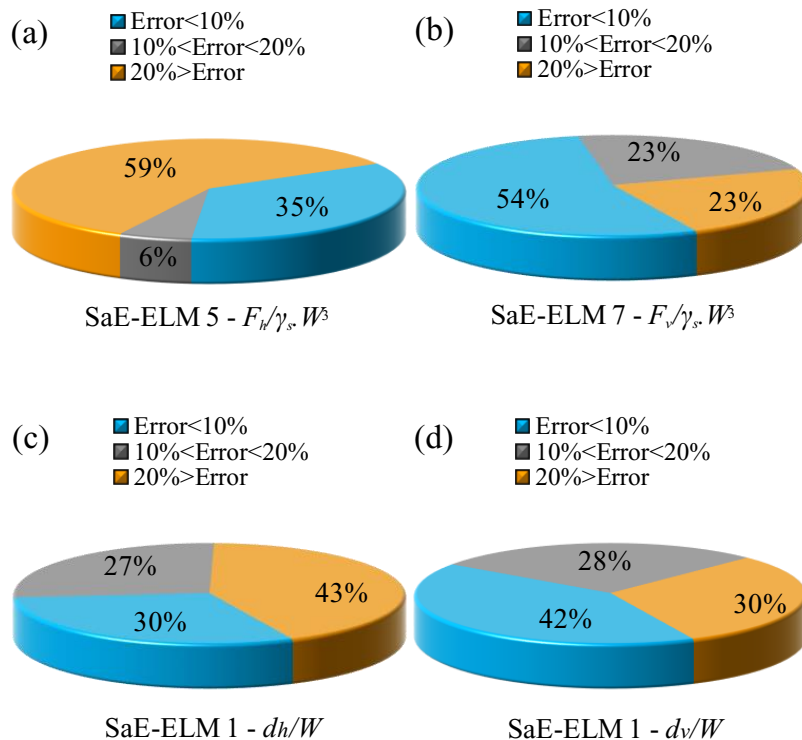 (a)
Error<10%
10%<Error<20%
20%>Error
59%
35%
6%
SaE-ELM 5 - Fₕ/γₛ.W³
(b)
Error<10%
10%<Error<20%
20%>Error
23%
54%
23%
SaE-ELM 7 - Fᵥ/γₛ.W³
(c)
Error<10%
10%<Error<20%
20%>Error
27%
43%
30%
SaE-ELM 1 - dₕ/W
(d)
Error<10%
10%<Error<20%
20%>Error
28%
42%
30%
SaE-ELM 1 - dᵥ/W